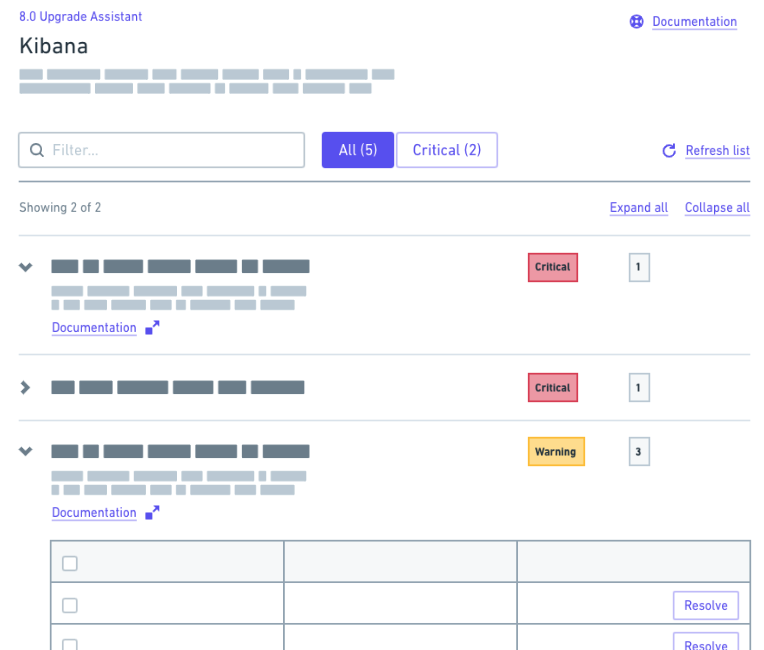 8.0 Upgrade Assistant
Documentation
Kibana
Filter...
All (5)
Critical (2)
Refresh list
Showing 2 of 2
Expand all
Collapse all
Critical
1
Documentation
Critical
1
Warning
3
Documentation
Resolve
Resolve